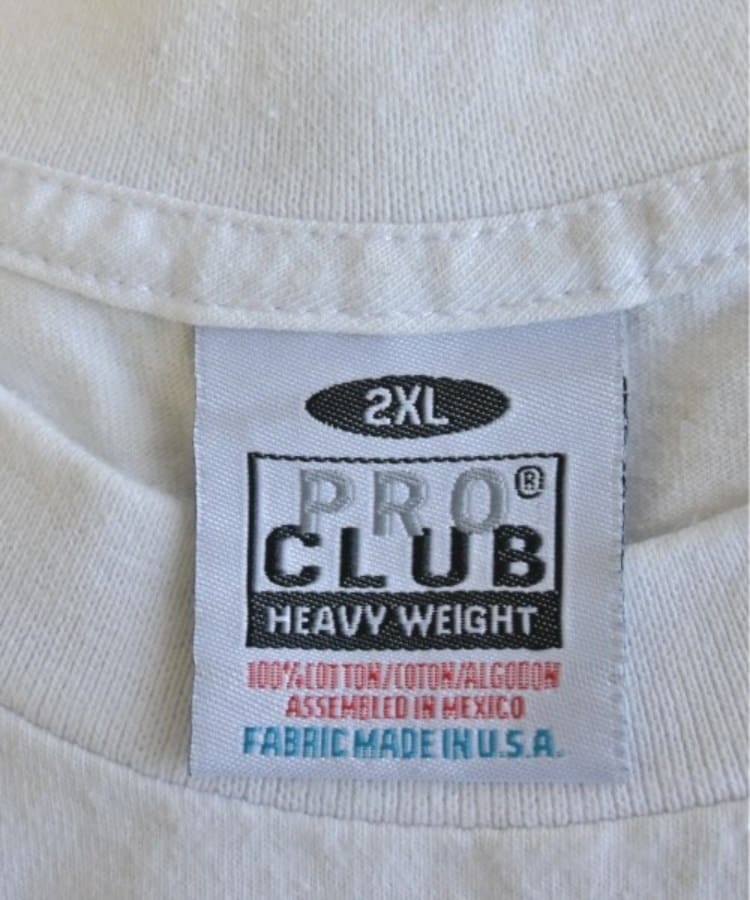 2XL
PRO®
CLUB
HEAVY WEIGHT
100% COTTON/COTON/ALGODON
ASSEMBLED IN MEXICO
FABRIC MADE IN U.S.A.